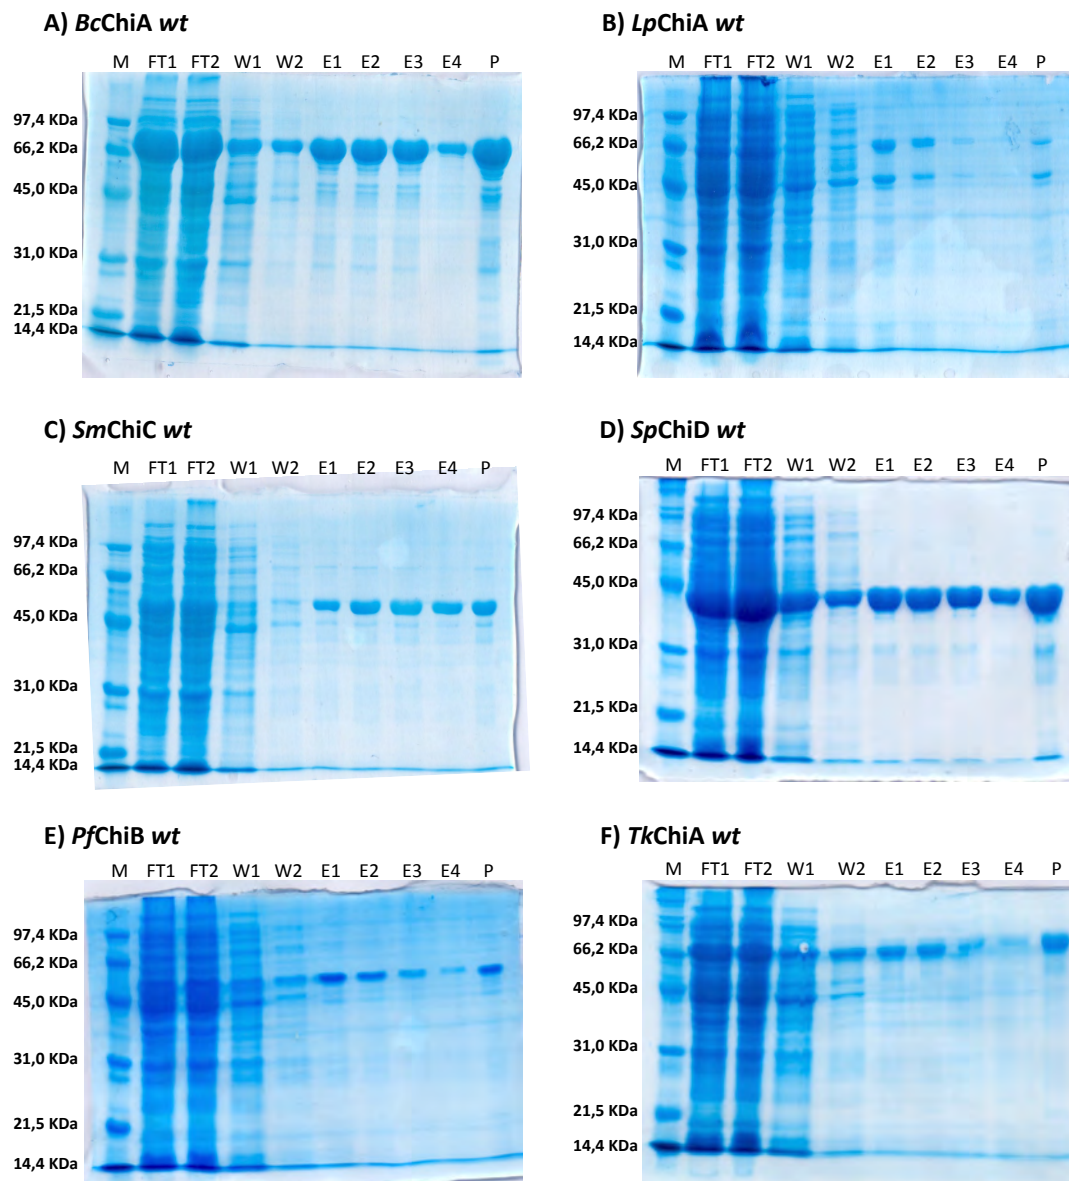 A) BcChiA wt
M FT1 FT2 W1 W2 E1 E2 E3 E4 P
97,4 KDa
66,2 KDa
45,0 KDa
31,0 KDa
21,5 KDa
14,4 KDa
B) LpChiA wt
M FT1 FT2 W1 W2 E1 E2 E3 E4 P
97,4 KDa
66,2 KDa
45,0 KDa
31,0 KDa
21,5 KDa
14,4 KDa
C) SmChiC wt
M FT1 FT2 W1 W2 E1 E2 E3 E4 P
97,4 KDa
66,2 KDa
45,0 KDa
31,0 KDa
21,5 KDa
14,4 KDa
D) SpChiD wt
M FT1 FT2 W1 W2 E1 E2 E3 E4 P
97,4 KDa
66,2 KDa
45,0 KDa
31,0 KDa
21,5 KDa
14,4 KDa
E) PfChiB wt
M FT1 FT2 W1 W2 E1 E2 E3 E4 P
97,4 KDa
66,2 KDa
45,0 KDa
31,0 KDa
21,5 KDa
14,4 KDa
F) TkChiA wt
M FT1 FT2 W1 W2 E1 E2 E3 E4 P
97,4 KDa
66,2 KDa
45,0 KDa
31,0 KDa
21,5 KDa
14,4 KDa